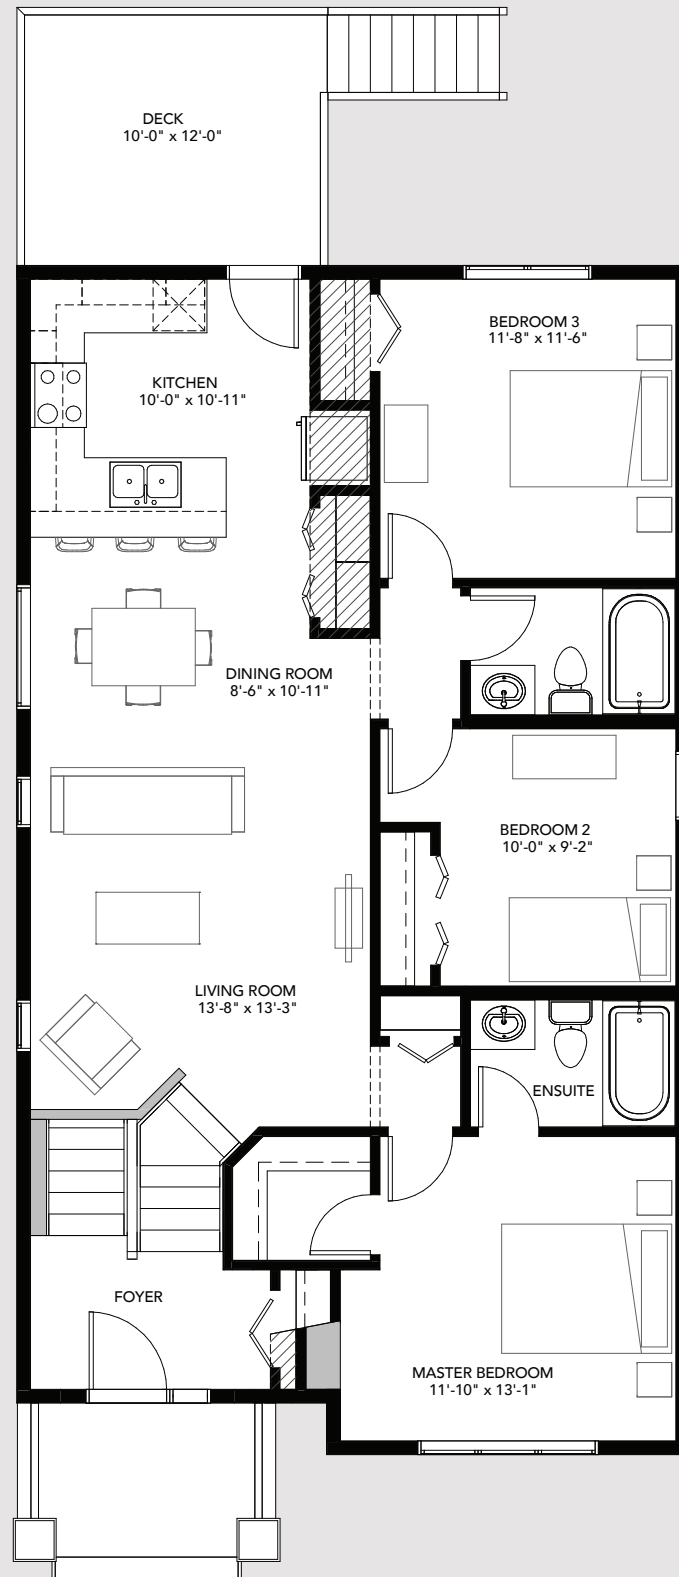 DECK
10'-0" x 12'-0"
BEDROOM 3
11'-8" x 11'-6"
KITCHEN
10'-0" x 10'-11"
DINING ROOM
8'-6" x 10'-11"
BEDROOM 2
10'-0" x 9'-2"
LIVING ROOM
13'-8" x 13'-3"
ENSUITE
FOYER
MASTER BEDROOM
11'-10" x 13'-1"